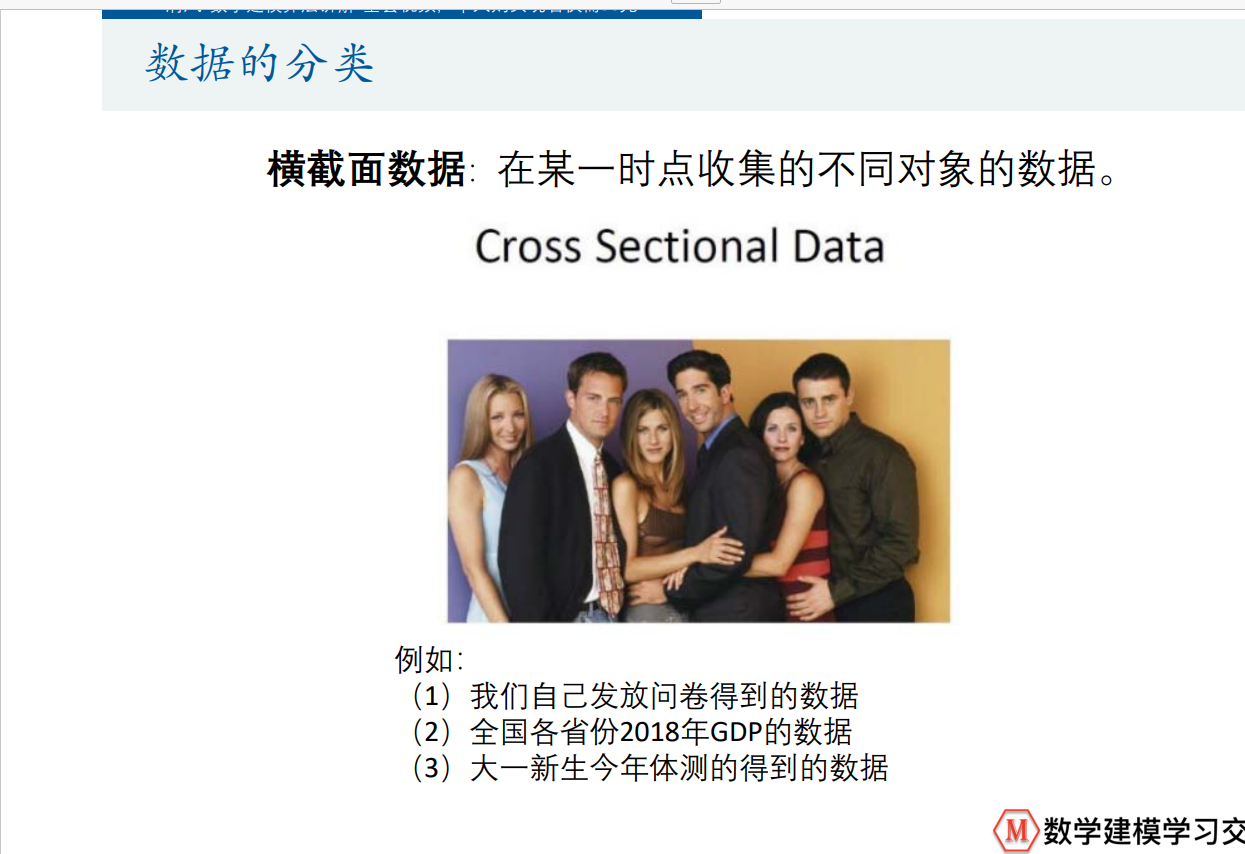 数据的分类
横截面数据：在某一时点收集的不同对象的数据。
Cross Sectional Data
例如：
（1）我们自己发放问卷得到的数据
（2）全国各省份2018年GDP的数据
（3）大一新生今年体测的得到的数据
M 数学建模学习交